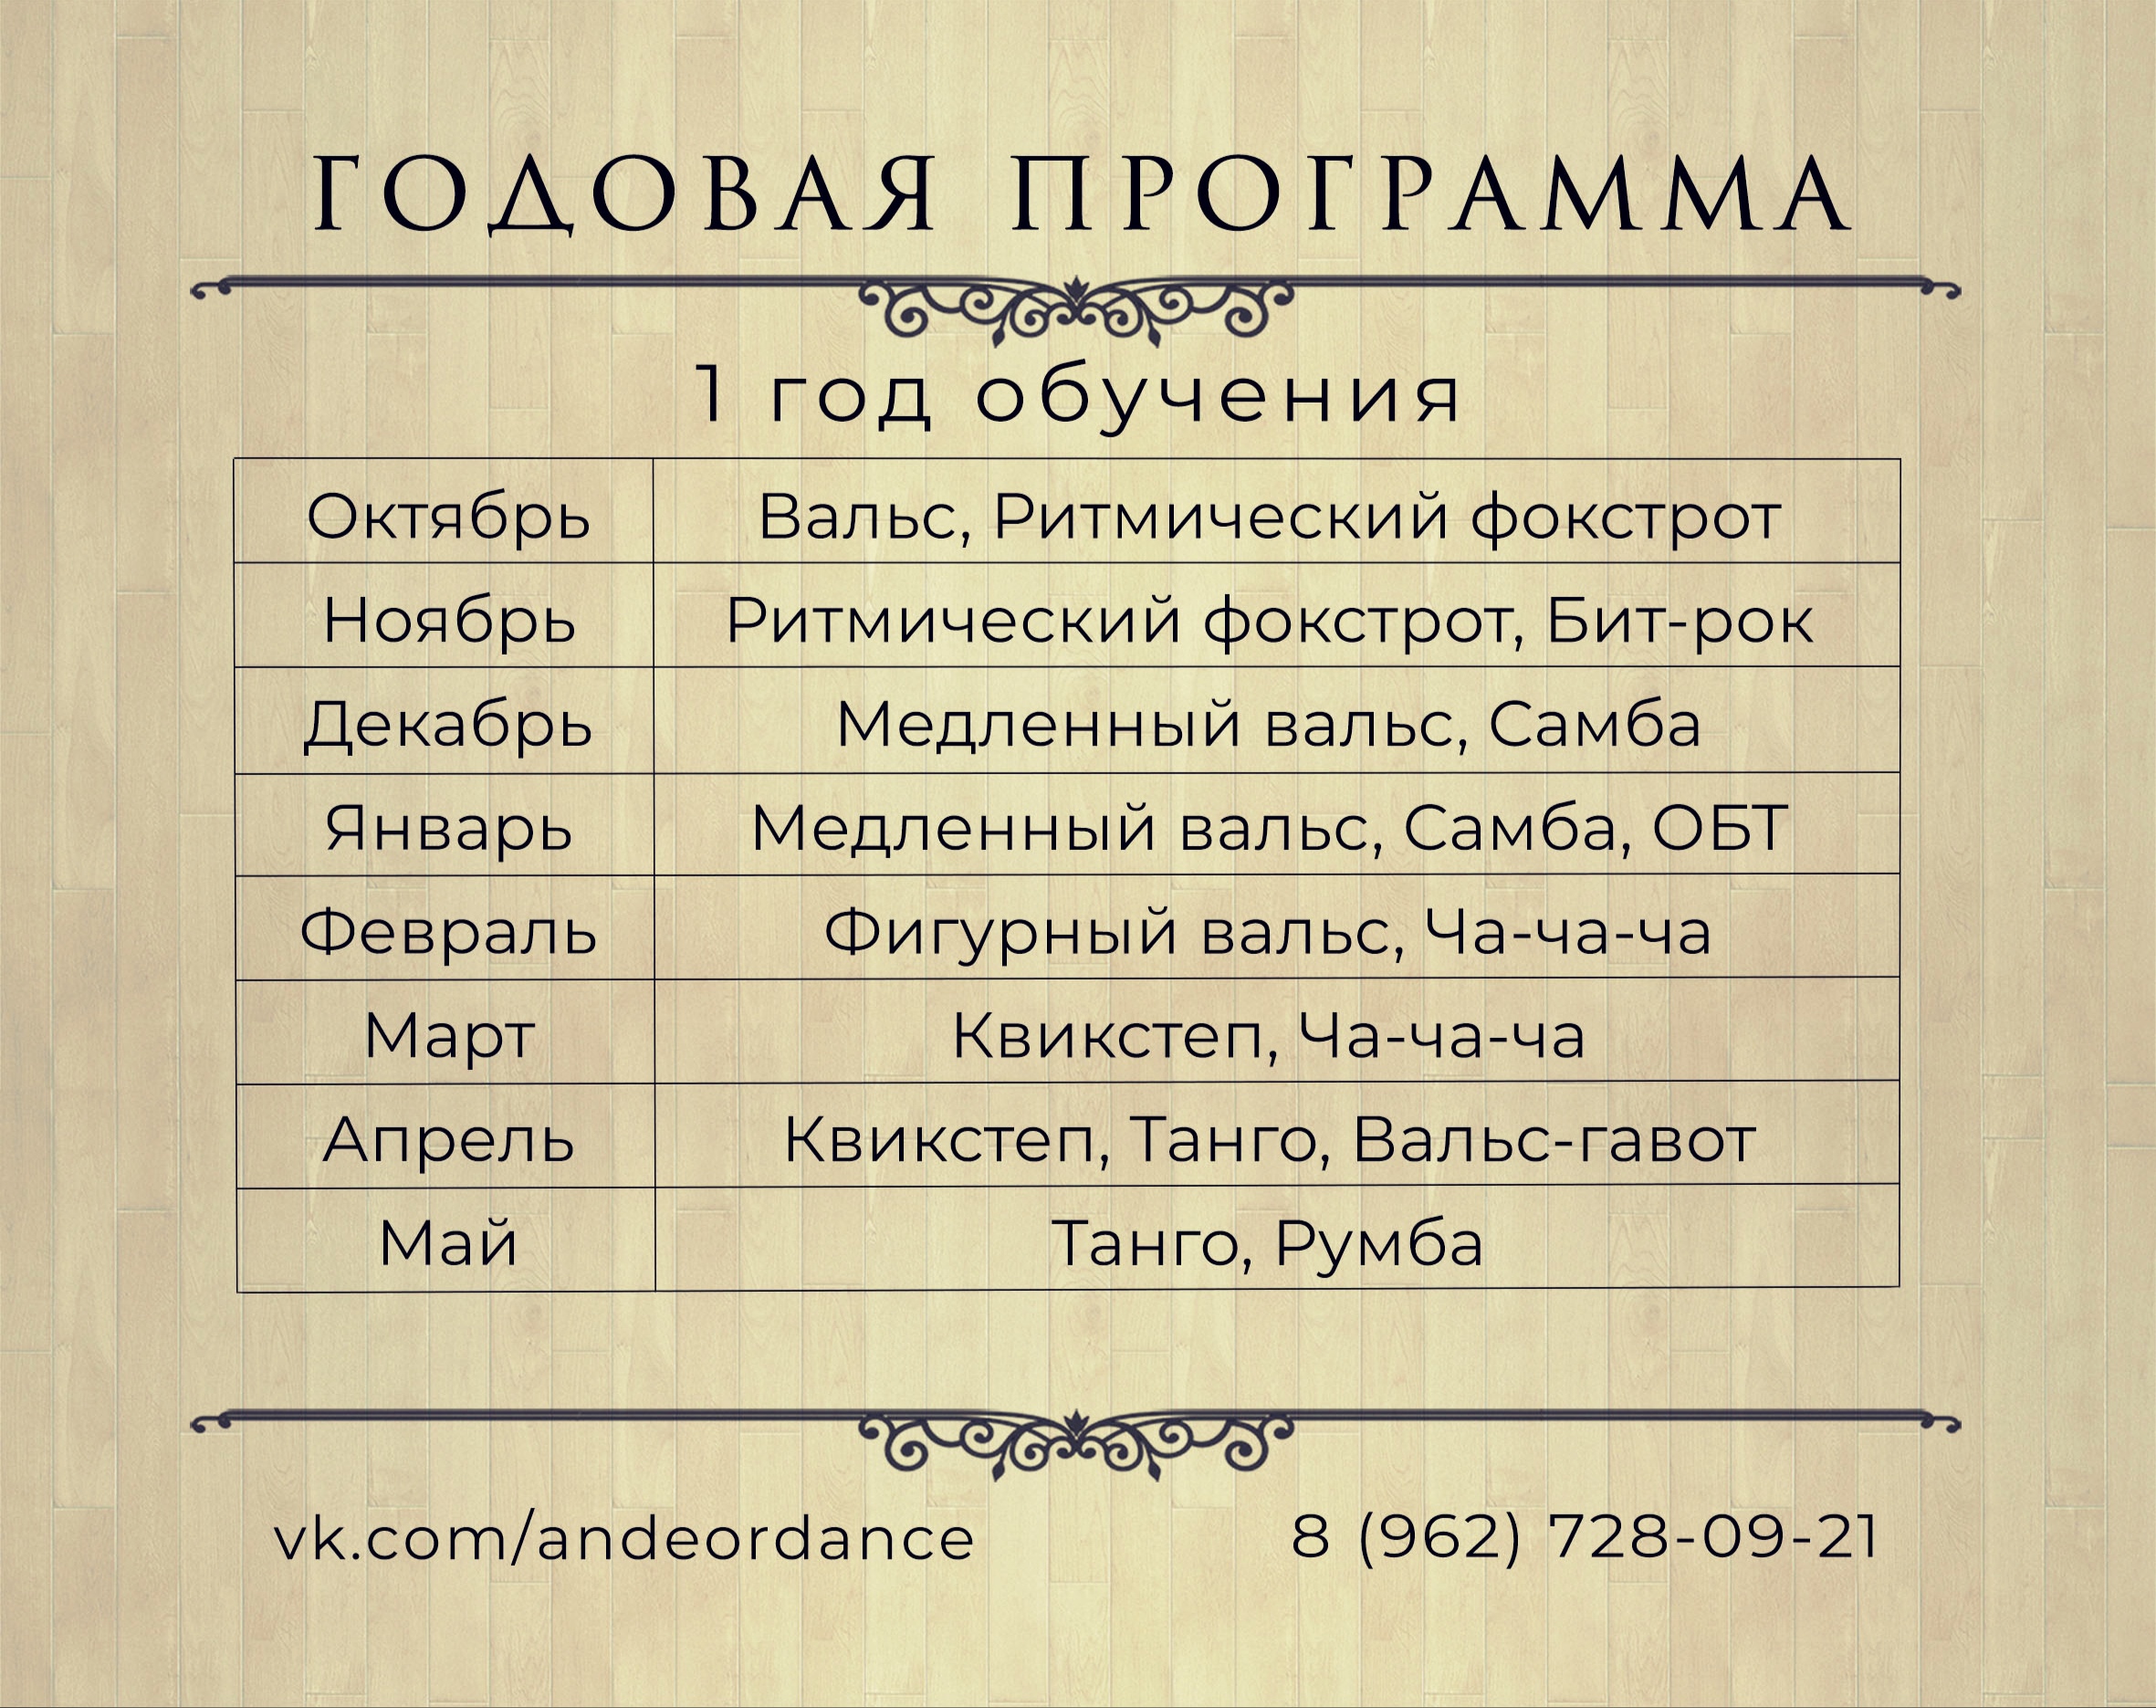 ГОДОВАЯ ПРОГРАММА
1 год обучения
Октябрь Вальс, Ритмический фокстрот
Ноябрь Ритмический фокстрот, Бит-рок
Декабрь Медленный вальс, Самба
Январь Медленный вальс, Самба, ОБТ
Февраль Фигурный вальс, Ча-ча-ча
Март Квикстеп, Ча-ча-ча
Апрель Квикстеп, Танго, Вальс-гавот
Май Танго, Румба
vk.com/andeordance 8 (962) 728-09-21